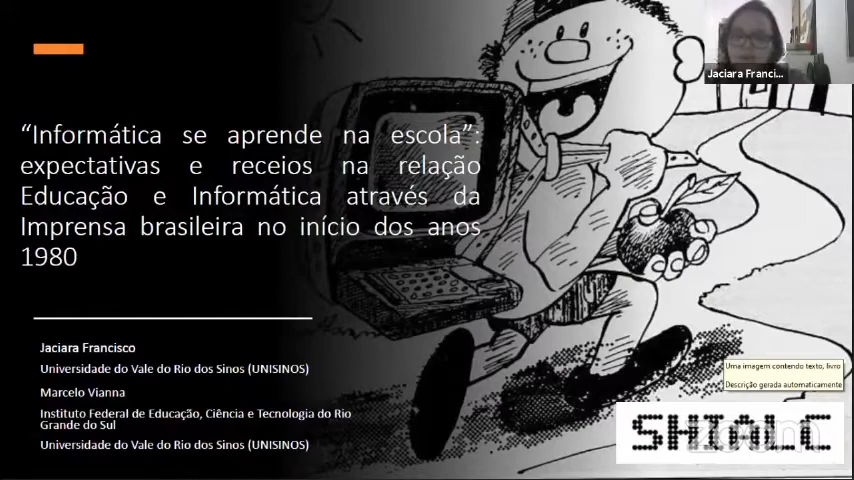 Jaciara Franci...
“Informática se aprende na escola”:
expectativas e receios na relação
Educação e Informática através da
Imprensa brasileira no início dos anos
1980
Jaciara Francisco
Universidade do Vale do Rio dos Sinos (UNISINOS)
Marcelo Vianna
Instituto Federal de Educação, Ciência e Tecnologia do Rio
Grande do Sul
Universidade do Vale do Rio dos Sinos (UNISINOS)
Uma imagem contendo texto, livro
Descrição gerada automaticamente
SHIALC
zoom